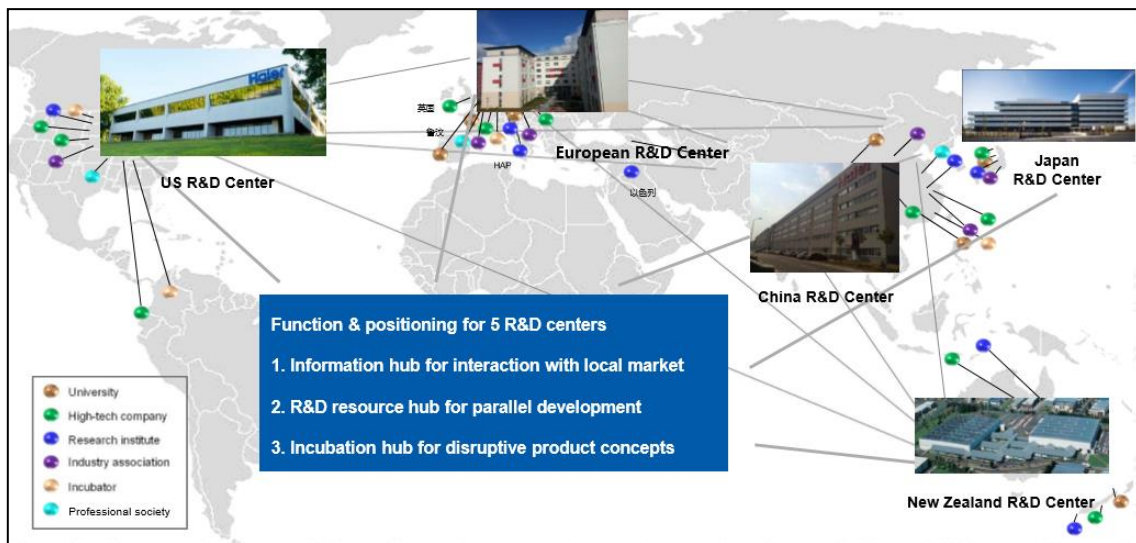 Haier
英国
鲁汶
HAP
European R&D Center
以色列
US R&D Center
Japan
R&D Center
China R&D Center
Function & positioning for 5 R&D centers
1. Information hub for interaction with local market
2. R&D resource hub for parallel development
3. Incubation hub for disruptive product concepts
University
High-tech company
Research institute
Industry association
Incubator
Professional society
New Zealand R&D Center